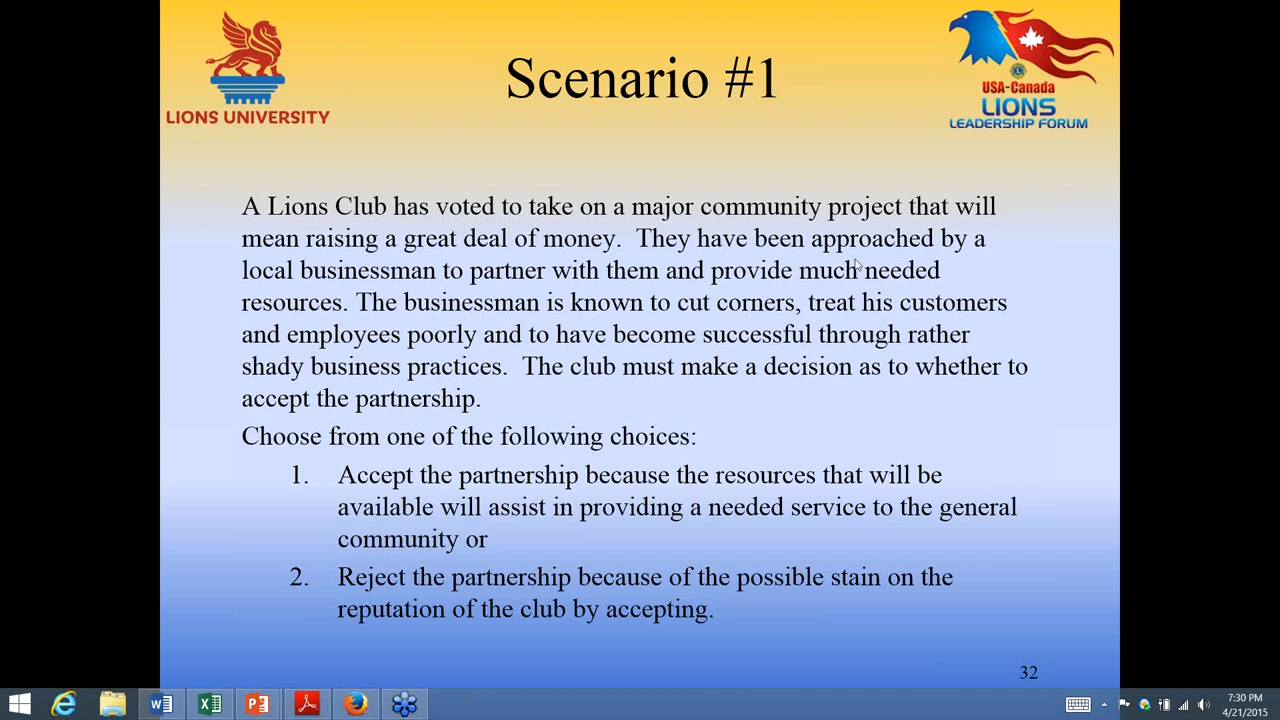 LIONS UNIVERSITY
Scenario #1
USA-Canada
LIONS
LEADERSHIP FORUM
A Lions Club has voted to take on a major community project that will
mean raising a great deal of money.  They have been approached by a
local businessman to partner with them and provide much needed
resources. The businessman is known to cut corners, treat his customers
and employees poorly and to have become successful through rather
shady business practices.  The club must make a decision as to whether to
accept the partnership.
Choose from one of the following choices:
1. Accept the partnership because the resources that will be
available will assist in providing a needed service to the general
community or
2. Reject the partnership because of the possible stain on the
reputation of the club by accepting.
32
7:30 PM
4/21/2015